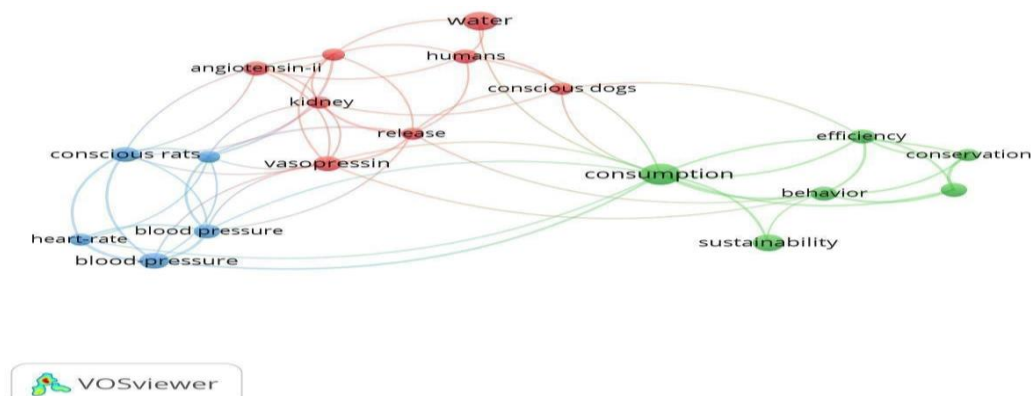 water
humans
angiotensin-ii
conscious dogs
kidney
release
efficiency
conscious rats
vasopressin
conservation
consumption
behavior
blood pressure
heart-rate
sustainability
blood-pressure
VOSviewer